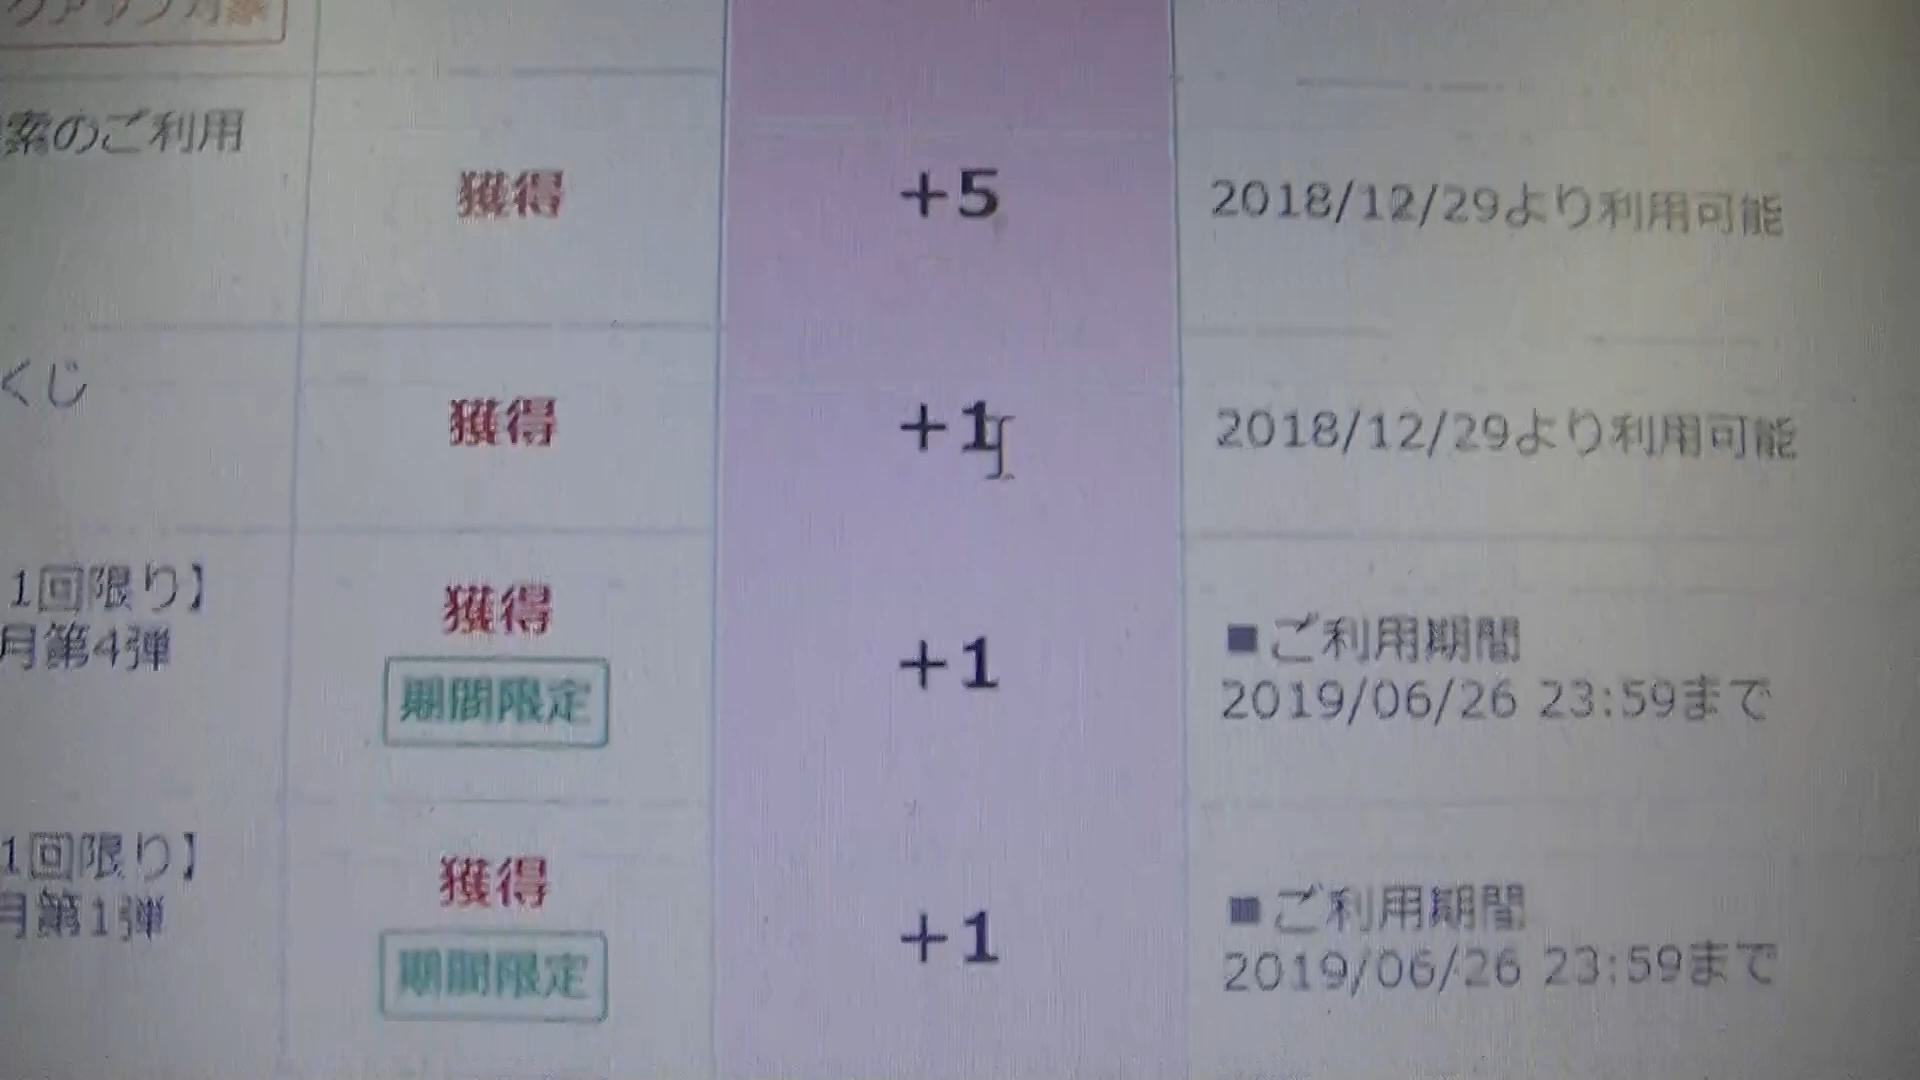 索のご利用
獲得
+5
2018/12/29より利用可能
くじ
獲得
+1
2018/12/29より利用可能
1回限り】
月第4弾
獲得
期間限定
+1
■ご利用期間
2019/06/26 23:59まで
1回限り】
月第1弾
獲得
期間限定
+1
■ご利用期間
2019/06/26 23:59まで